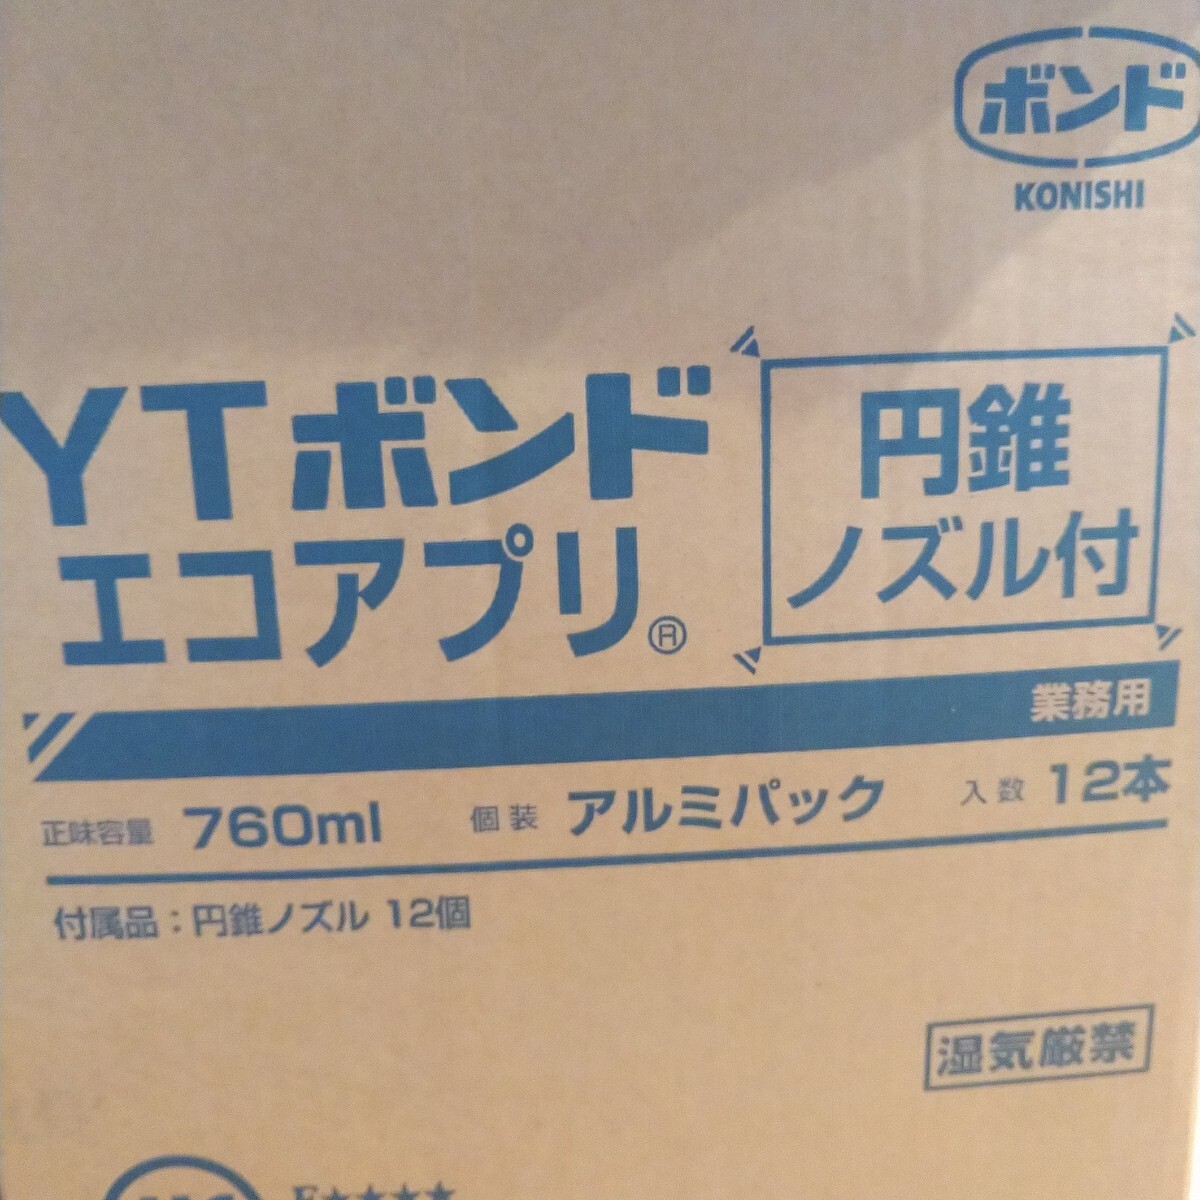 ボンド
KONISHI
YTボンド
エコアプリ®
円錐
ノズル付
業務用
正味容量 760ml 個装 アルミパック 入数 12本
付属品：円錐ノズル 12個
湿気厳禁
F★★★★